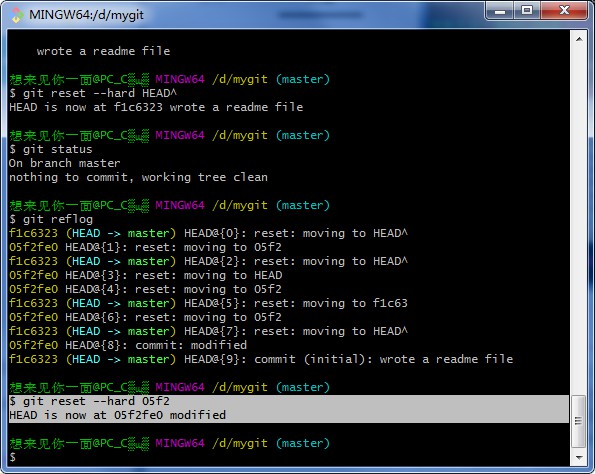 MINGW64:/d/mygit
wrote a readme file
想来见你一面@PC_C MINGW64 /d/mygit (master)
$ git reset --hard HEAD^
HEAD is now at f1c6323 wrote a readme file
想来见你一面@PC_C MINGW64 /d/mygit (master)
$ git status
On branch master
nothing to commit, working tree clean
想来见你一面@PC_C MINGW64 /d/mygit (master)
$ git reflog
f1c6323 (HEAD -> master) HEAD@{0}: reset: moving to HEAD^
05f2fe0 HEAD@{1}: reset: moving to 05f2
f1c6323 (HEAD -> master) HEAD@{2}: reset: moving to HEAD^
05f2fe0 HEAD@{3}: reset: moving to HEAD
05f2fe0 HEAD@{4}: reset: moving to 05f2
f1c6323 (HEAD -> master) HEAD@{5}: reset: moving to f1c63
05f2fe0 HEAD@{6}: reset: moving to 05f2
f1c6323 (HEAD -> master) HEAD@{7}: reset: moving to HEAD^
05f2fe0 HEAD@{8}: commit: modified
f1c6323 (HEAD -> master) HEAD@{9}: commit (initial): wrote a readme file
想来见你一面@PC_C MINGW64 /d/mygit (master)
$ git reset --hard 05f2
HEAD is now at 05f2fe0 modified
想来见你一面@PC_C MINGW64 /d/mygit (master)
$